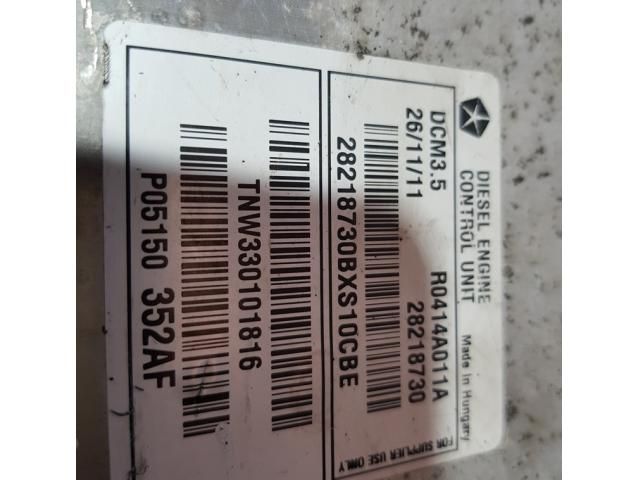 DIESEL ENGINE
CONTROL UNIT
Made in Hungary
DCM3.5 R0414A011A
26/11/11 28218730
28218730BXS10CBE
FOR SUPPLIER USE ONLY
TNW330101816
P05150 352AF